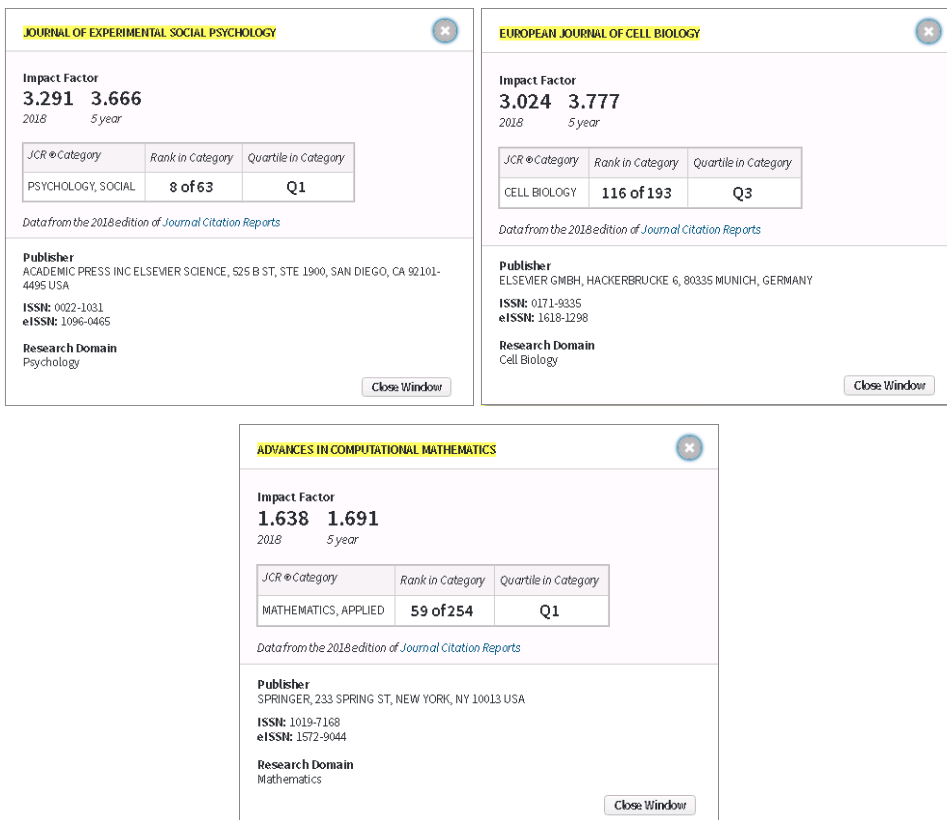 JOURNAL OF EXPERIMENTAL SOCIAL PSYCHOLOGY
Impact Factor
3.291 3.666
2018 5 year
JCR ® Category Rank in Category Quartile in Category
PSYCHOLOGY, SOCIAL 8 of 63 Q1
Data from the 2018 edition of Journal Citation Reports
Publisher
ACADEMIC PRESS INC ELSEVIER SCIENCE, 525 B ST, STE 1900, SAN DIEGO, CA 92101-
4495 USA
ISSN: 0022-1031
eISSN: 1096-0465
Research Domain
Psychology
Close Window
EUROPEAN JOURNAL OF CELL BIOLOGY
Impact Factor
3.024 3.777
2018 5 year
JCR ® Category Rank in Category Quartile in Category
CELL BIOLOGY 116 of 193 Q3
Data from the 2018 edition of Journal Citation Reports
Publisher
ELSEVIER GMBH, HACKERBRUCKE 6, 80335 MUNICH, GERMANY
ISSN: 0171-9335
eISSN: 1618-1298
Research Domain
Cell Biology
Close Window
ADVANCES IN COMPUTATIONAL MATHEMATICS
Impact Factor
1.638 1.691
2018 5 year
JCR ® Category Rank in Category Quartile in Category
MATHEMATICS, APPLIED 59 of 254 Q1
Data from the 2018 edition of Journal Citation Reports
Publisher
SPRINGER, 233 SPRING ST, NEW YORK, NY 10013 USA
ISSN: 1019-7168
eISSN: 1572-9044
Research Domain
Mathematics
Close Window